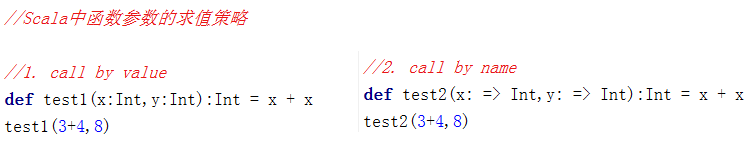 //Scala中函数参数的求值策略
//1. call by value
def test1(x:Int,y:Int):Int = x + x
test1(3+4,8)
//2. call by name
def test2(x: => Int,y: => Int):Int = x + x
test2(3+4,8)